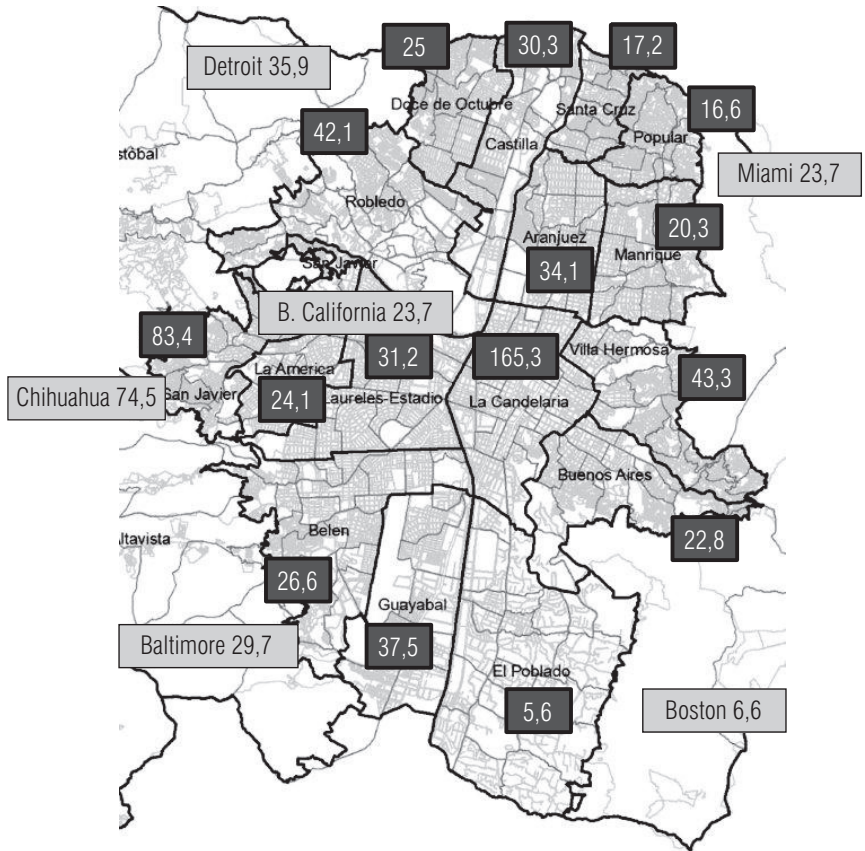 25
30,3
17,2
Detroit 35,9
Doce de Octubre
Santa Cruz
16,6
42,1
Castilla
Popular
Miami 23,7
Robledo
20,3
Aranjuez
Manrique
San Javier
34,1
B. California 23,7
83,4
31,2
165,3
Villa Hermosa
La America
43,3
Chihuahua 74,5
San Javier
24,1
Laureles-Estadio
La Candelaria
Buenos Aires
Belen
22,8
26,6
Guayabal
Baltimore 29,7
37,5
El Poblado
5,6
Boston 6,6